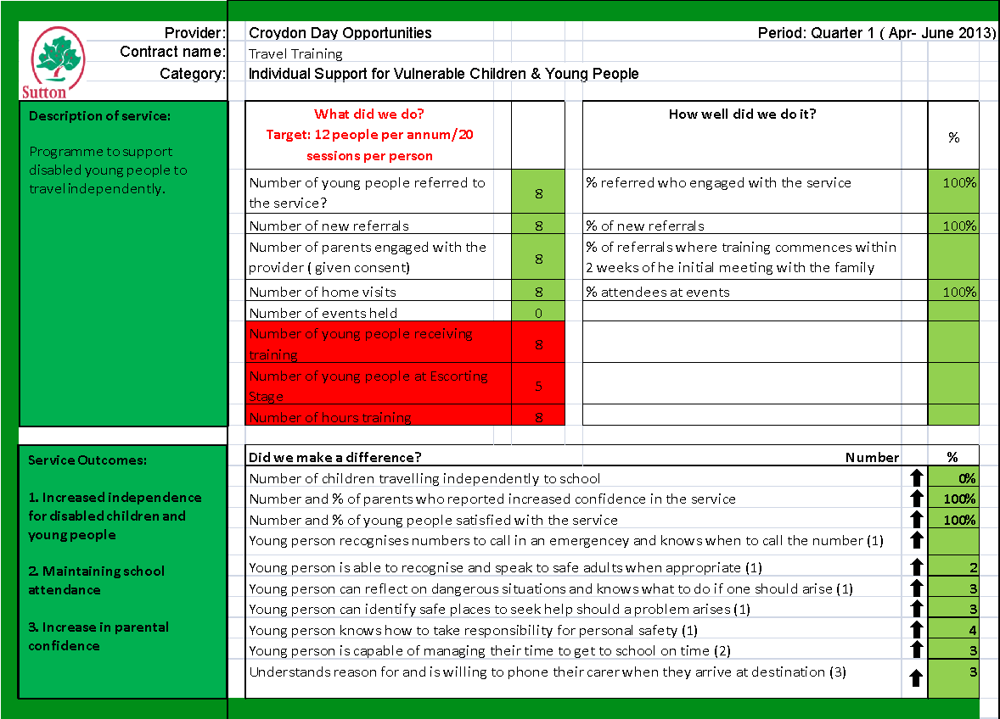 Sutton
Provider: Croydon Day Opportunities Period: Quarter 1 ( Apr- June 2013)
Contract name: Travel Training
Category: Individual Support for Vulnerable Children & Young People
Description of service:
Programme to support
disabled young people to
travel independently.
What did we do?
Target: 12 people per annum/20
sessions per person
How well did we do it?
%
Number of young people referred to
the service?
8
% referred who engaged with the service 100%
Number of new referrals 8
% of new referrals 100%
Number of parents engaged with the
provider ( given consent)
8
% of referrals where training commences within
2 weeks of he initial meeting with the family
Number of home visits 8
% attendees at events 100%
Number of events held 0
Number of young people receiving
training
8
Number of young people at Escorting
Stage
5
Number of hours training 8
Service Outcomes:
1. Increased independence
for disabled children and
young people
2. Maintaining school
attendance
3. Increase in parental
confidence
Did we make a difference? Number %
Number of children travelling independently to school 0%
Number and % of parents who reported increased confidence in the service 100%
Number and % of young people satisfied with the service 100%
Young person recognises numbers to call in an emergencey and knows when to call the number (1)
Young person is able to recognise and speak to safe adults when appropriate (1) 2
Young person can reflect on dangerous situations and knows what to do if one should arise (1) 3
Young person can identify safe places to seek help should a problem arises (1) 3
Young person knows how to take responsibility for personal safety (1) 4
Young person is capable of managing their time to get to school on time (2) 3
Understands reason for and is willing to phone their carer when they arrive at destination (3) 3